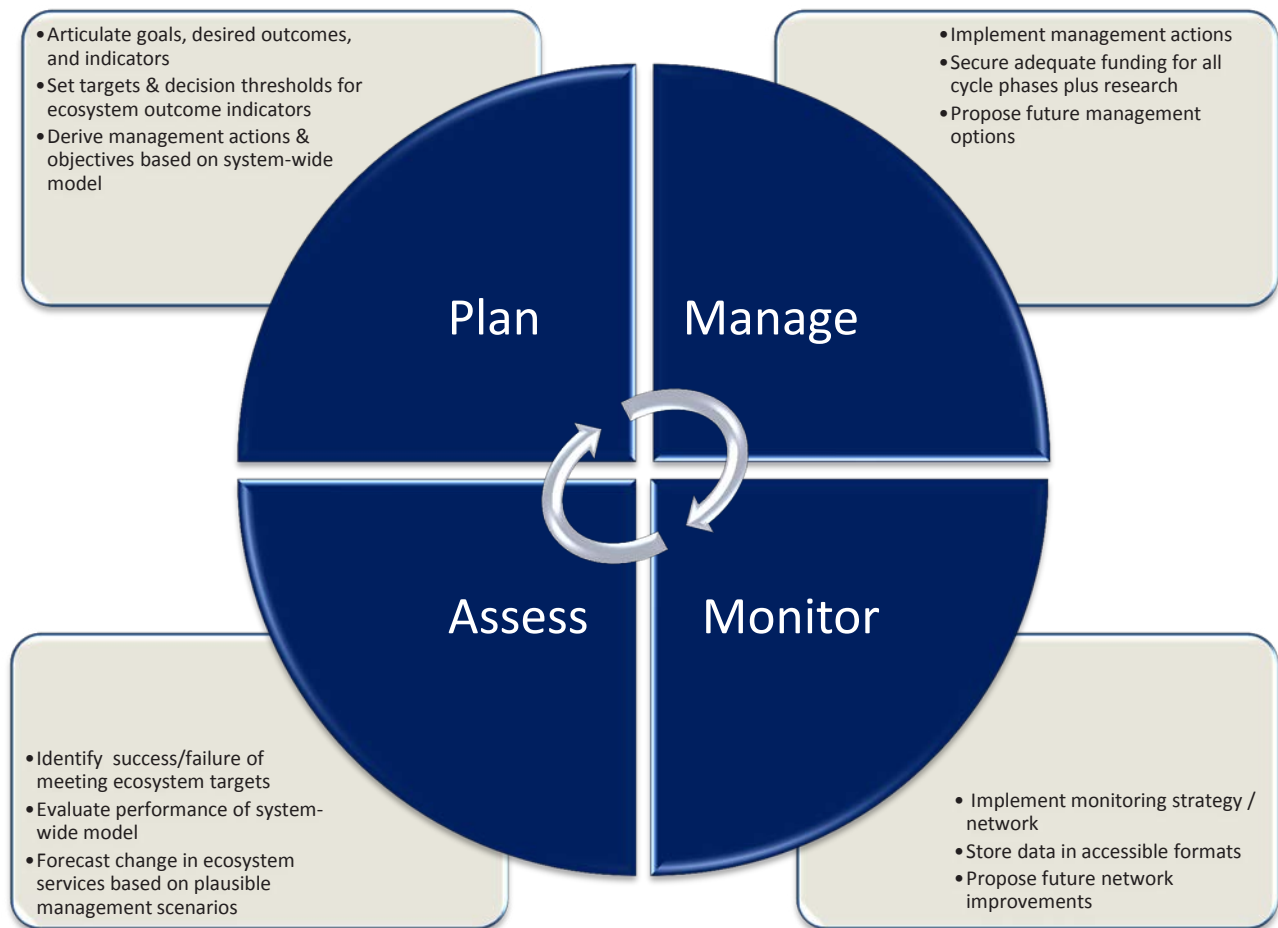 •Articulate goals, desired outcomes,
and indicators
•Set targets & decision thresholds for
ecosystem outcome indicators
•Derive management actions &
objectives based on system-wide
model
•Implement management actions
•Secure adequate funding for all
cycle phases plus research
•Propose future management
options
Plan
Manage
Assess
Monitor
•Identify success/failure of
meeting ecosystem targets
•Evaluate performance of system-
wide model
•Forecast change in ecosystem
services based on plausible
management scenarios
• Implement monitoring strategy /
network
•Store data in accessible formats
•Propose future network
improvements